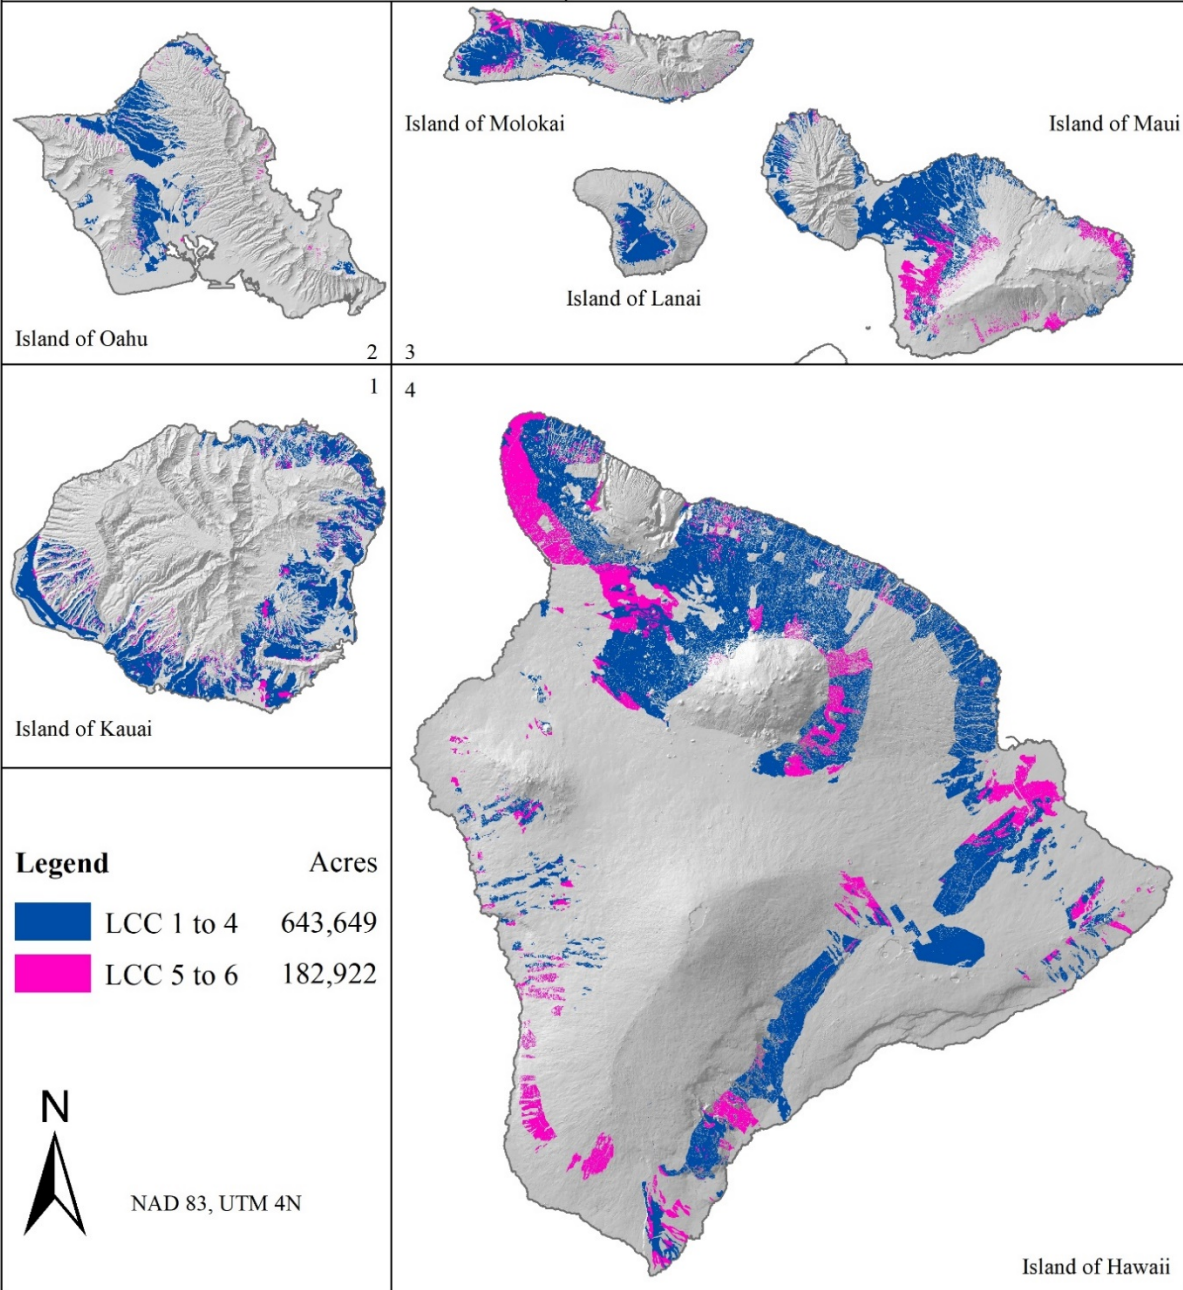 Island of Molokai
Island of Maui
Island of Lanai
Island of Oahu
2
3
1
4
Island of Kauai
Legend Acres
LCC 1 to 4 643,649
LCC 5 to 6 182,922
N
NAD 83, UTM 4N
Island of Hawaii